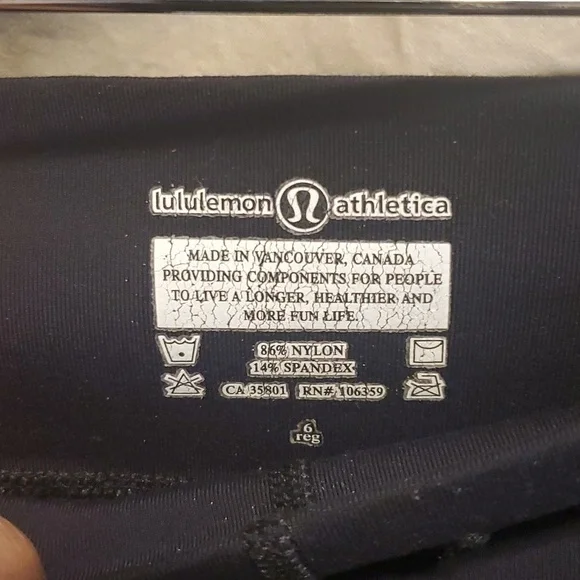 lululemon athletica
MADE IN VANCOUVER, CANADA
PROVIDING COMPONENTS FOR PEOPLE
TO LIVE A LONGER, HEALTHIER AND
MORE FUN LIFE.
86% NYLON
14% SPANDEX
CA 35801 RN# 106359
6
reg